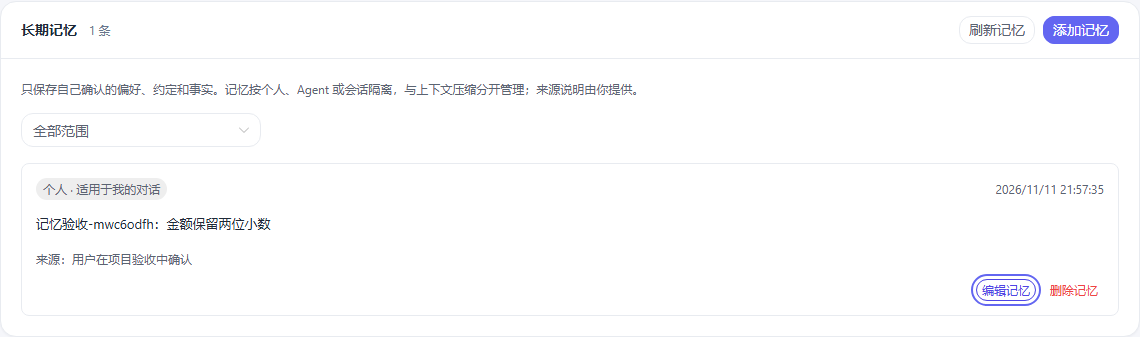 长期记忆 1 条 刷新记忆 添加记忆
只保存自己确认的偏好、约定和事实。记忆按个人、Agent 或会话隔离，与上下文压缩分开管理；来源说明由你提供。
全部范围
个人 · 适用于我的对话 2026/11/11 21:57:35
记忆验收-mwc6odfh：金额保留两位小数
来源：用户在项目验收中确认
编辑记忆 删除记忆